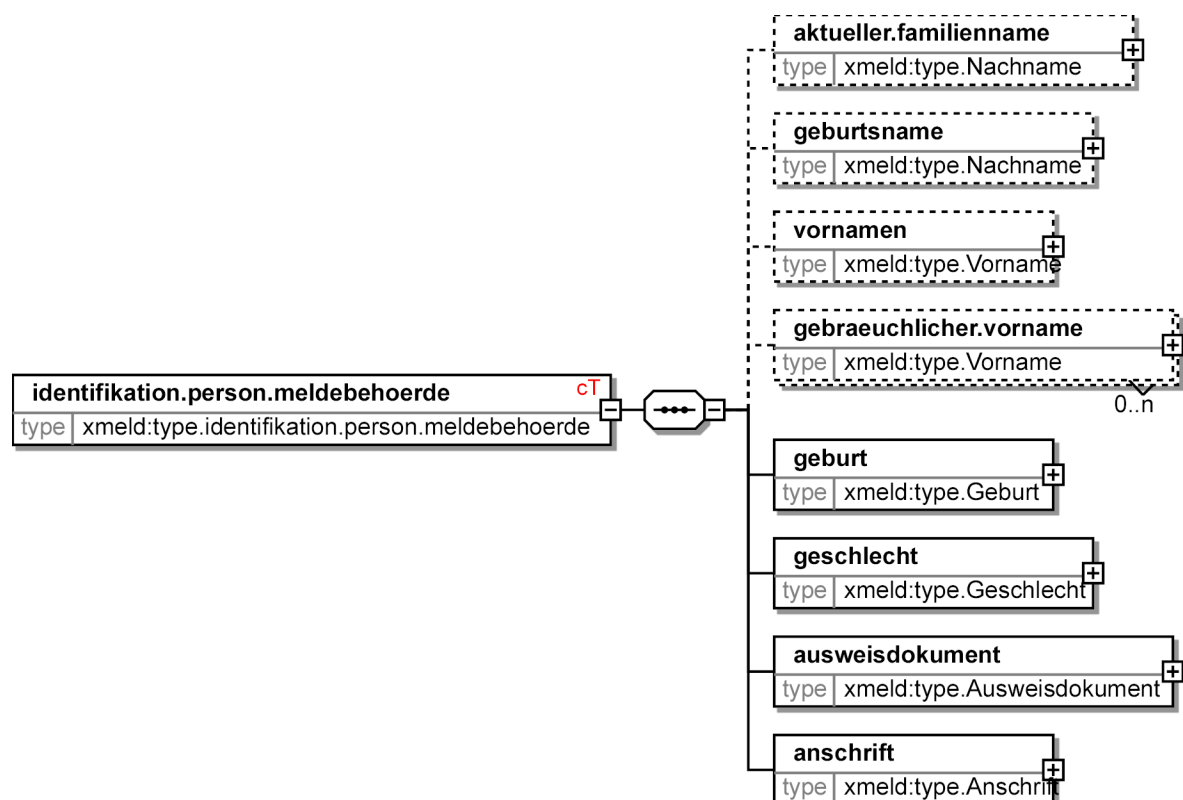 aktueller.familienname
type xmeld:type.Nachname
geburtsname
type xmeld:type.Nachname
vornamen
type xmeld:type.Vorname
gebraeuchlicher.vorname
type xmeld:type.Vorname
0..n
identifikation.person.meldebehoerde cT
type xmeld:type.identifikation.person.meldebehoerde
geburt
type xmeld:type.Geburt
geschlecht
type xmeld:type.Geschlecht
ausweisdokument
type xmeld:type.Ausweisdokument
anschrift
type xmeld:type.Anschrift